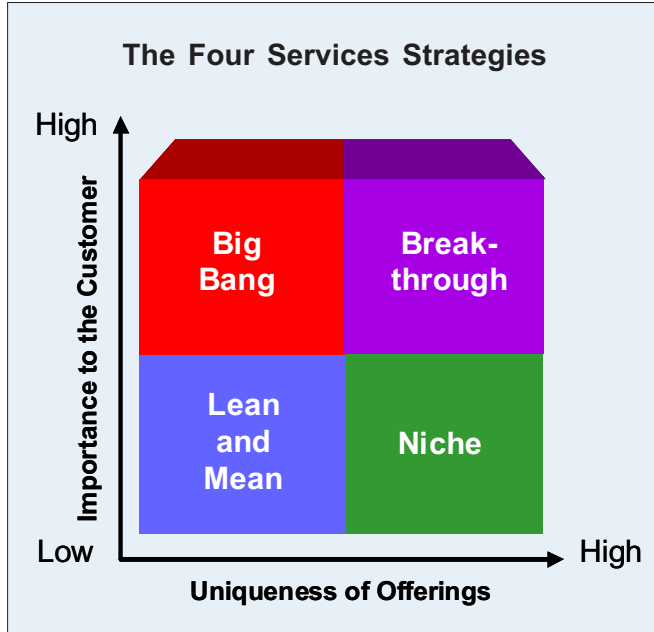 The Four Services Strategies
High
Importance to the Customer
Big
Bang
Break-
through
Lean
and
Mean
Niche
Low
High
Uniqueness of Offerings